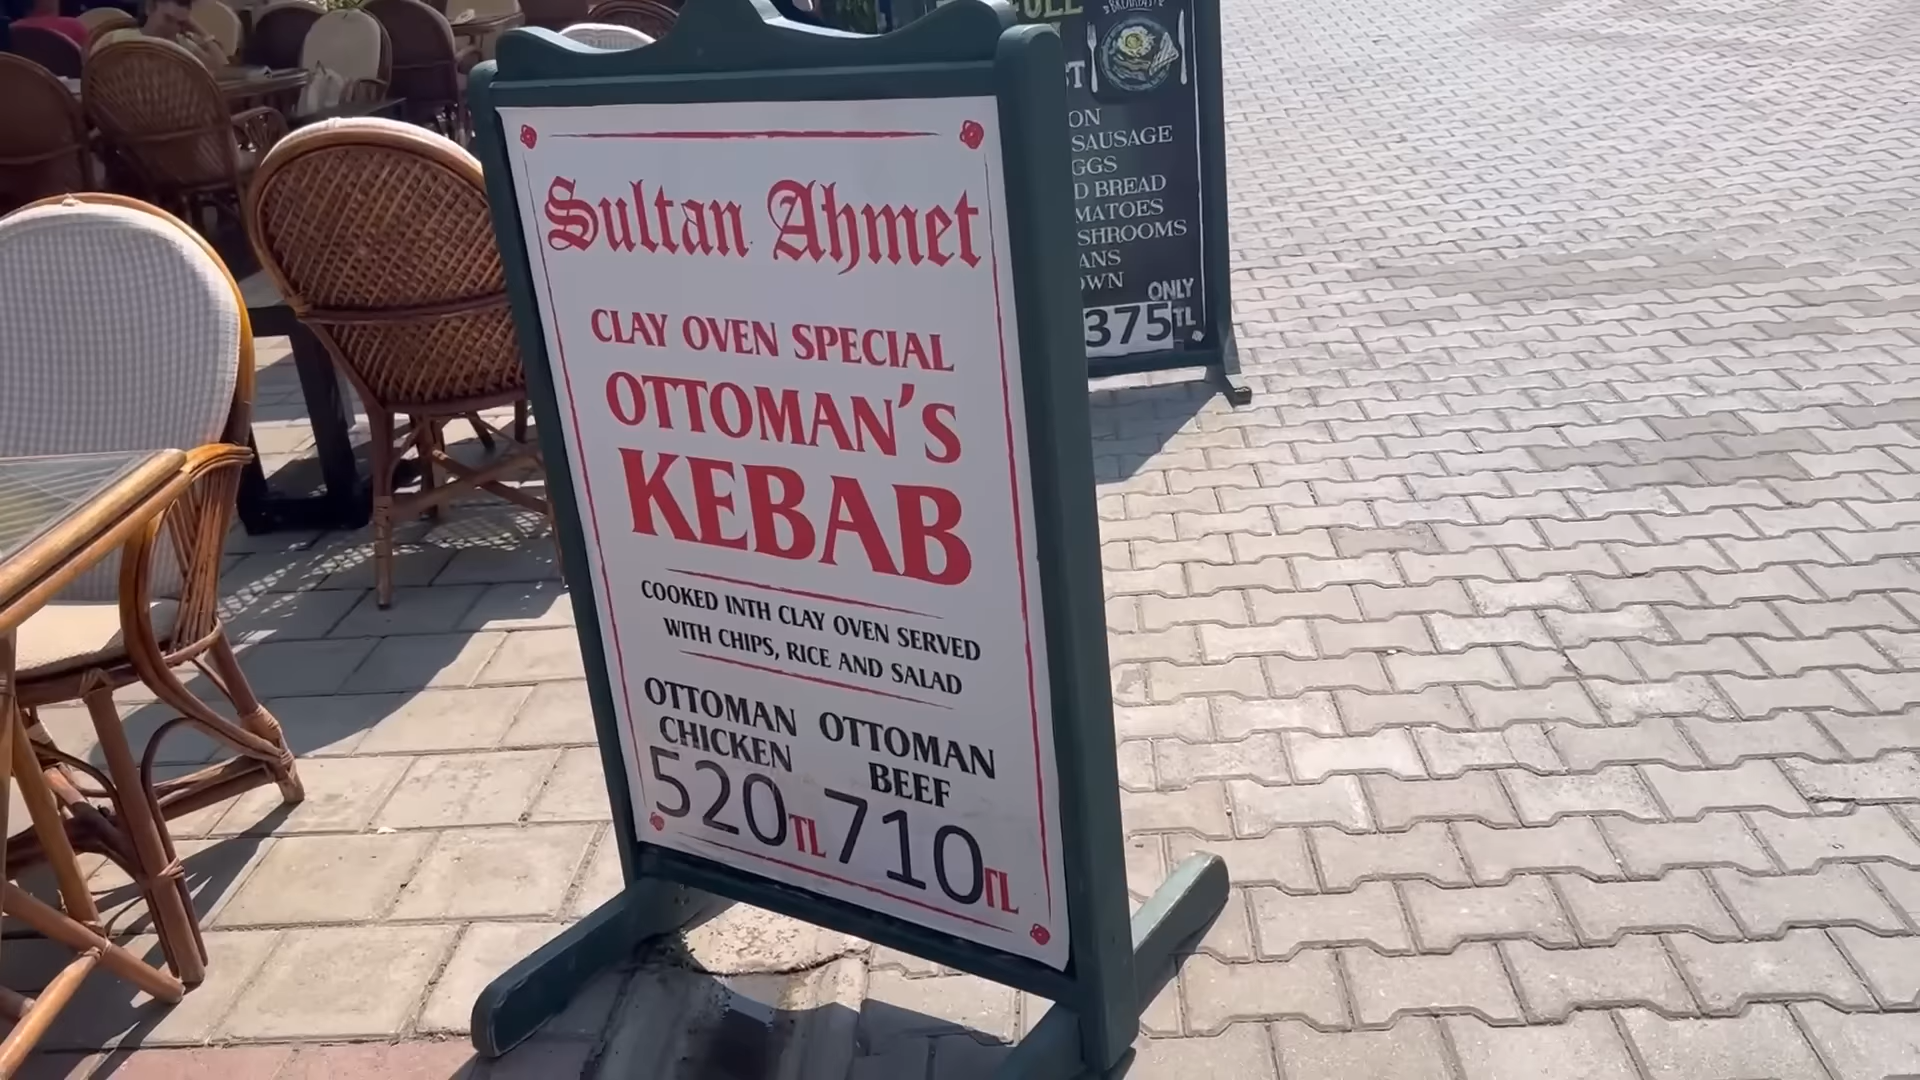 Sultan Ahmet
CLAY OVEN SPECIAL
OTTOMAN'S
KEBAB
COOKED INTH CLAY OVEN SERVED
WITH CHIPS, RICE AND SALAD
OTTOMAN
CHICKEN
520TL
OTTOMAN
BEEF
710TL
BREAKFAST
ON
SAUSAGE
GGS
D BREAD
MATOES
SHROOMS
ANS
OWN
ONLY
375TL